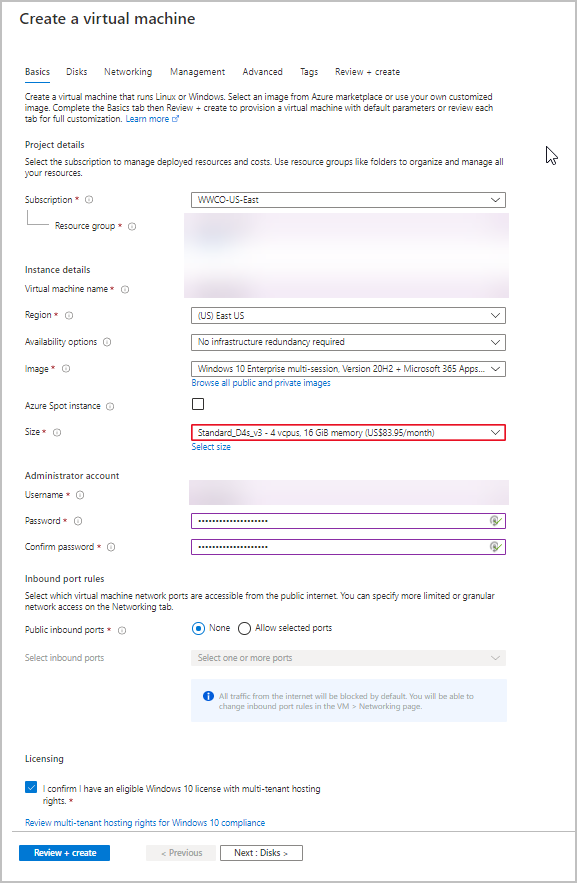 Create a virtual machine
Basics Disks Networking Management Advanced Tags Review + create
Create a virtual machine that runs Linux or Windows. Select an image from Azure marketplace or use your own customized
image. Complete the Basics tab then Review + create to provision a virtual machine with default parameters or review each
tab for full customization. Learn more
Project details
Select the subscription to manage deployed resources and costs. Use resource groups like folders to organize and manage all
your resources.
Subscription * WWCO-US-East
Resource group *
Instance details
Virtual machine name *
Region * (US) East US
Availability options No infrastructure redundancy required
Image * Windows 10 Enterprise multi-session, Version 20H2 + Microsoft 365 Apps...
Browse all public and private images
Azure Spot instance
Size * Standard_D4s_v3 - 4 vcpus, 16 GiB memory (US$83.95/month)
Select size
Administrator account
Username *
Password * ••••••••••••••••••••
Confirm password * ••••••••••••••••••••
Inbound port rules
Select which virtual machine network ports are accessible from the public internet. You can specify more limited or granular
network access on the Networking tab.
Public inbound ports * None Allow selected ports
Select inbound ports Select one or more ports
All traffic from the internet will be blocked by default. You will be able to
change inbound port rules in the VM > Networking page.
Licensing
I confirm I have an eligible Windows 10 license with multi-tenant hosting
rights. *
Review multi-tenant hosting rights for Windows 10 compliance
Review + create < Previous Next : Disks >